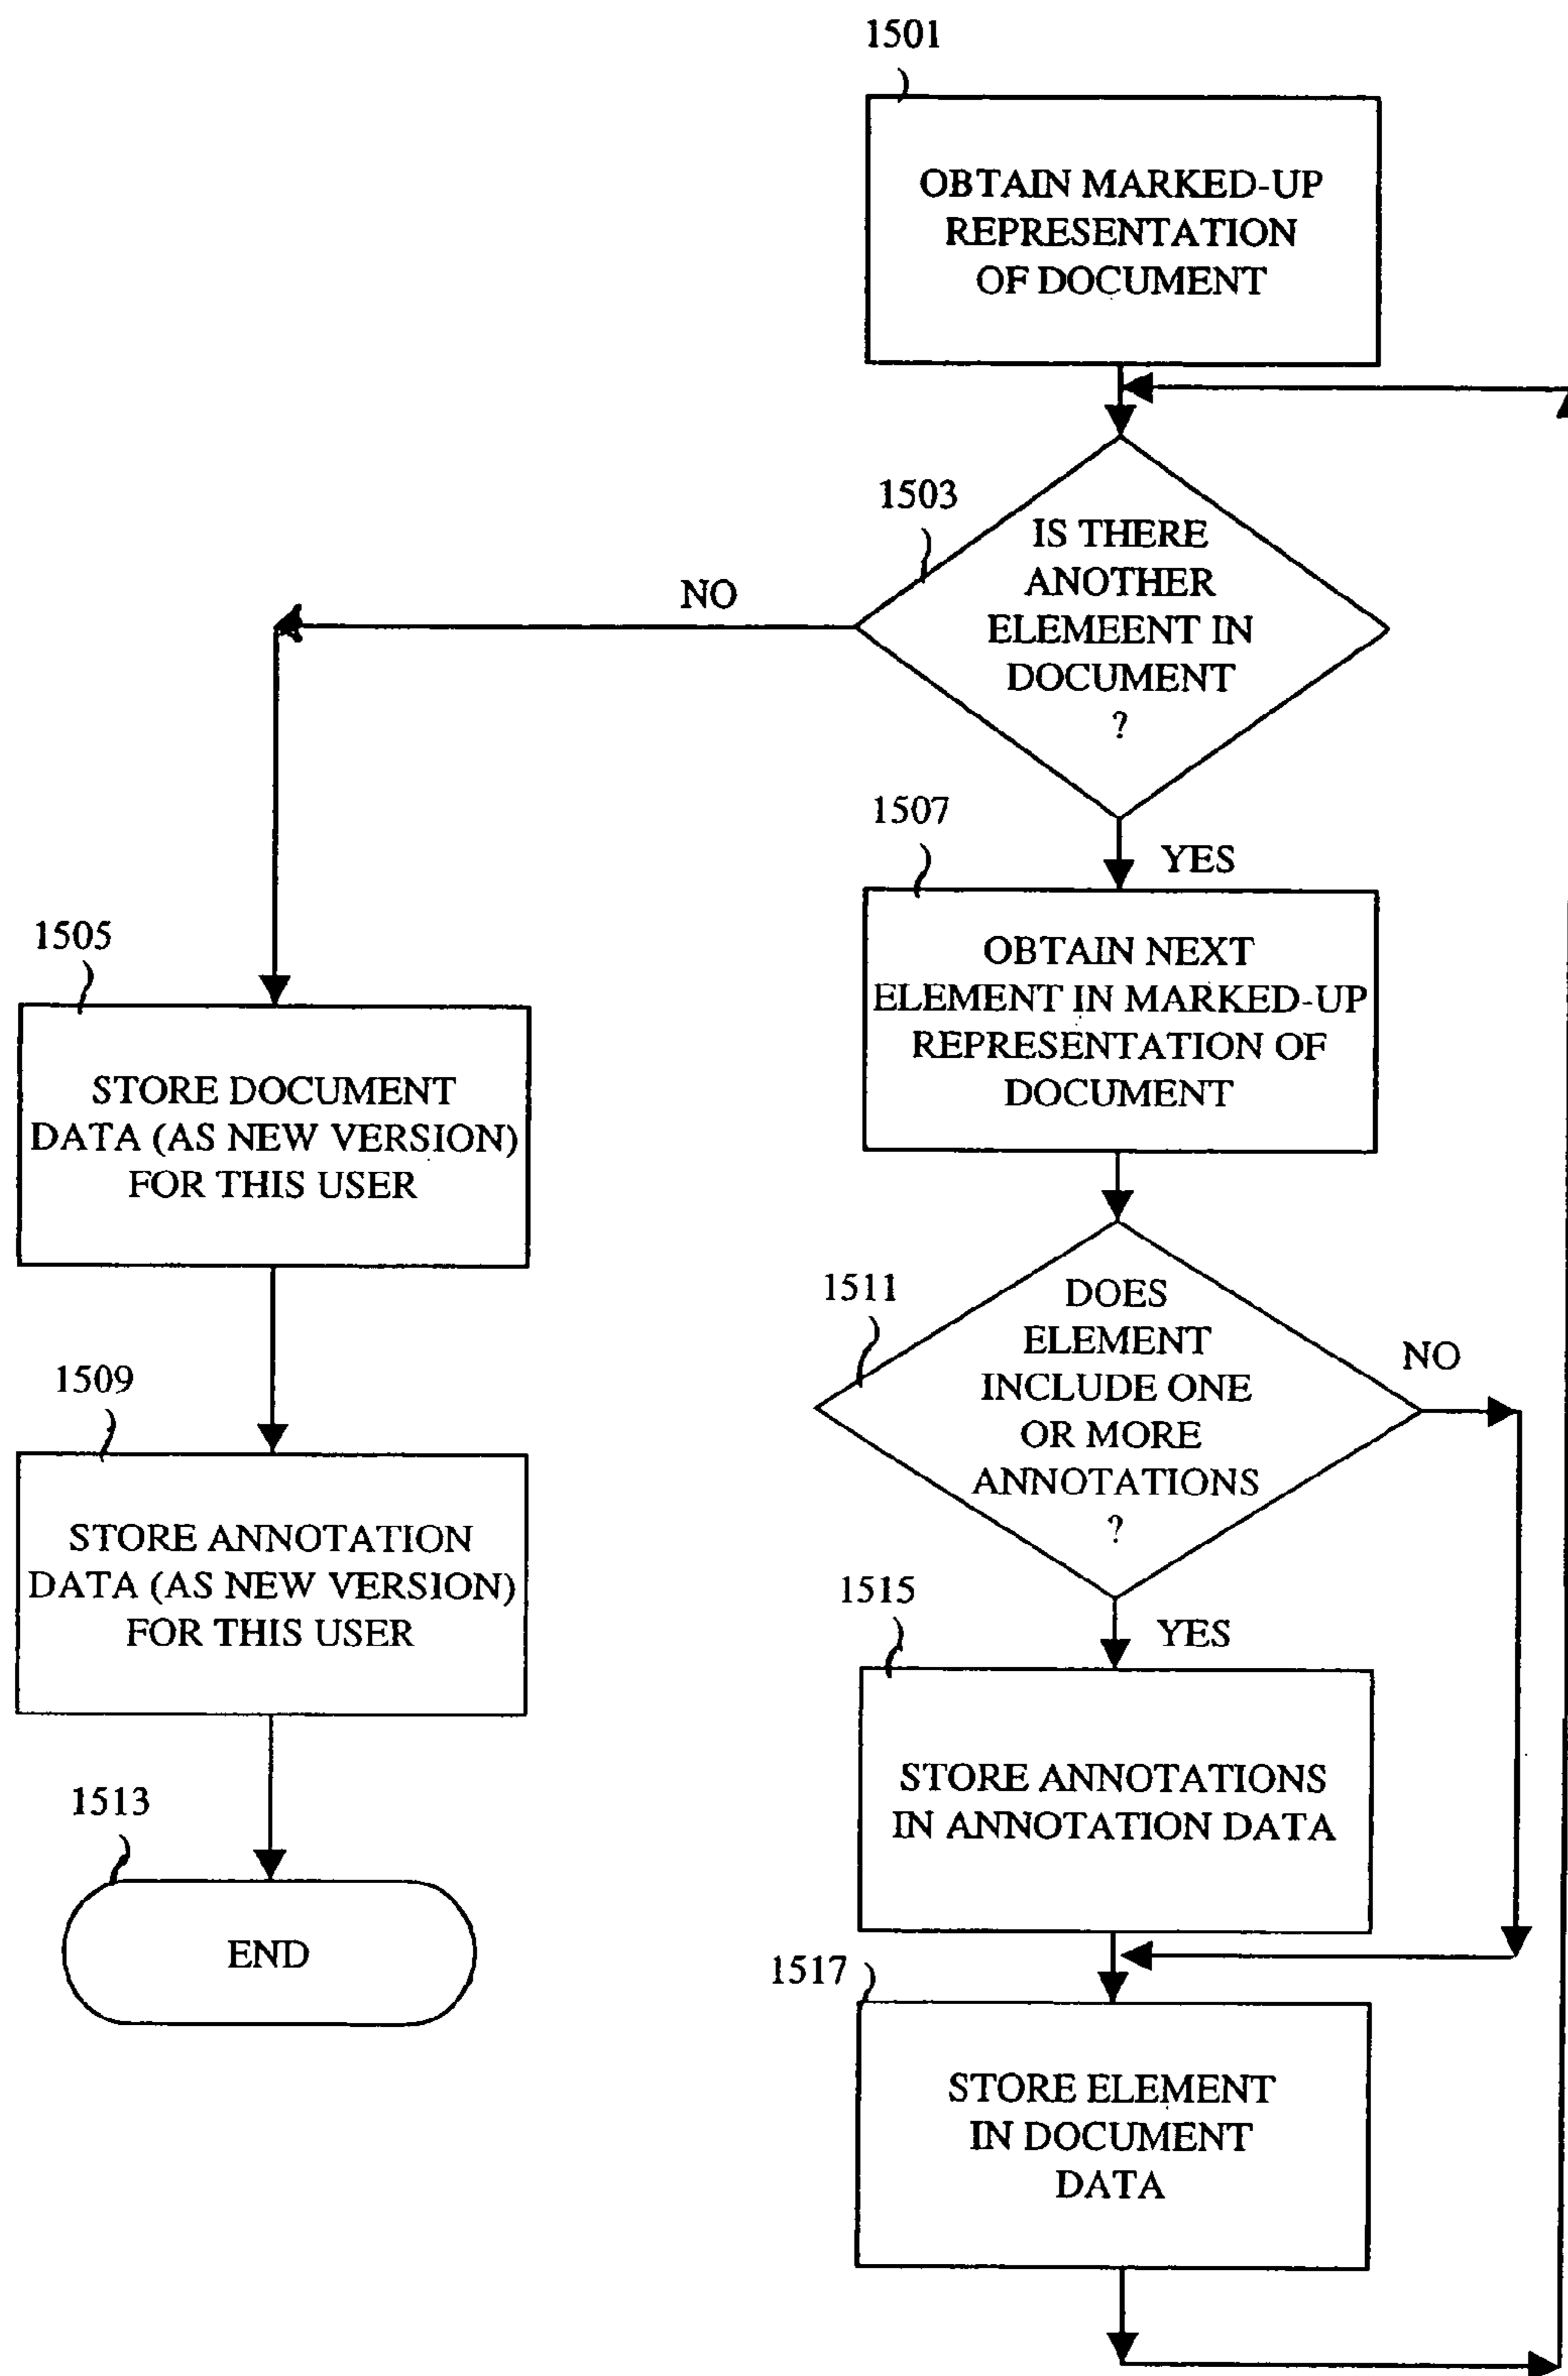 1501
OBTAIN MARKED-UP
REPRESENTATION
OF DOCUMENT
1503
IS THERE
ANOTHER
ELEMEENT IN
DOCUMENT
?
NO
YES
1507
OBTAIN NEXT
ELEMENT IN MARKED-UP
REPRESENTATION OF
DOCUMENT
1511
DOES
ELEMENT
INCLUDE ONE
OR MORE
ANNOTATIONS
?
NO
YES
1515
STORE ANNOTATIONS
IN ANNOTATION DATA
1517
STORE ELEMENT
IN DOCUMENT
DATA
1505
STORE DOCUMENT
DATA (AS NEW VERSION)
FOR THIS USER
1509
STORE ANNOTATION
DATA (AS NEW VERSION)
FOR THIS USER
1513
END